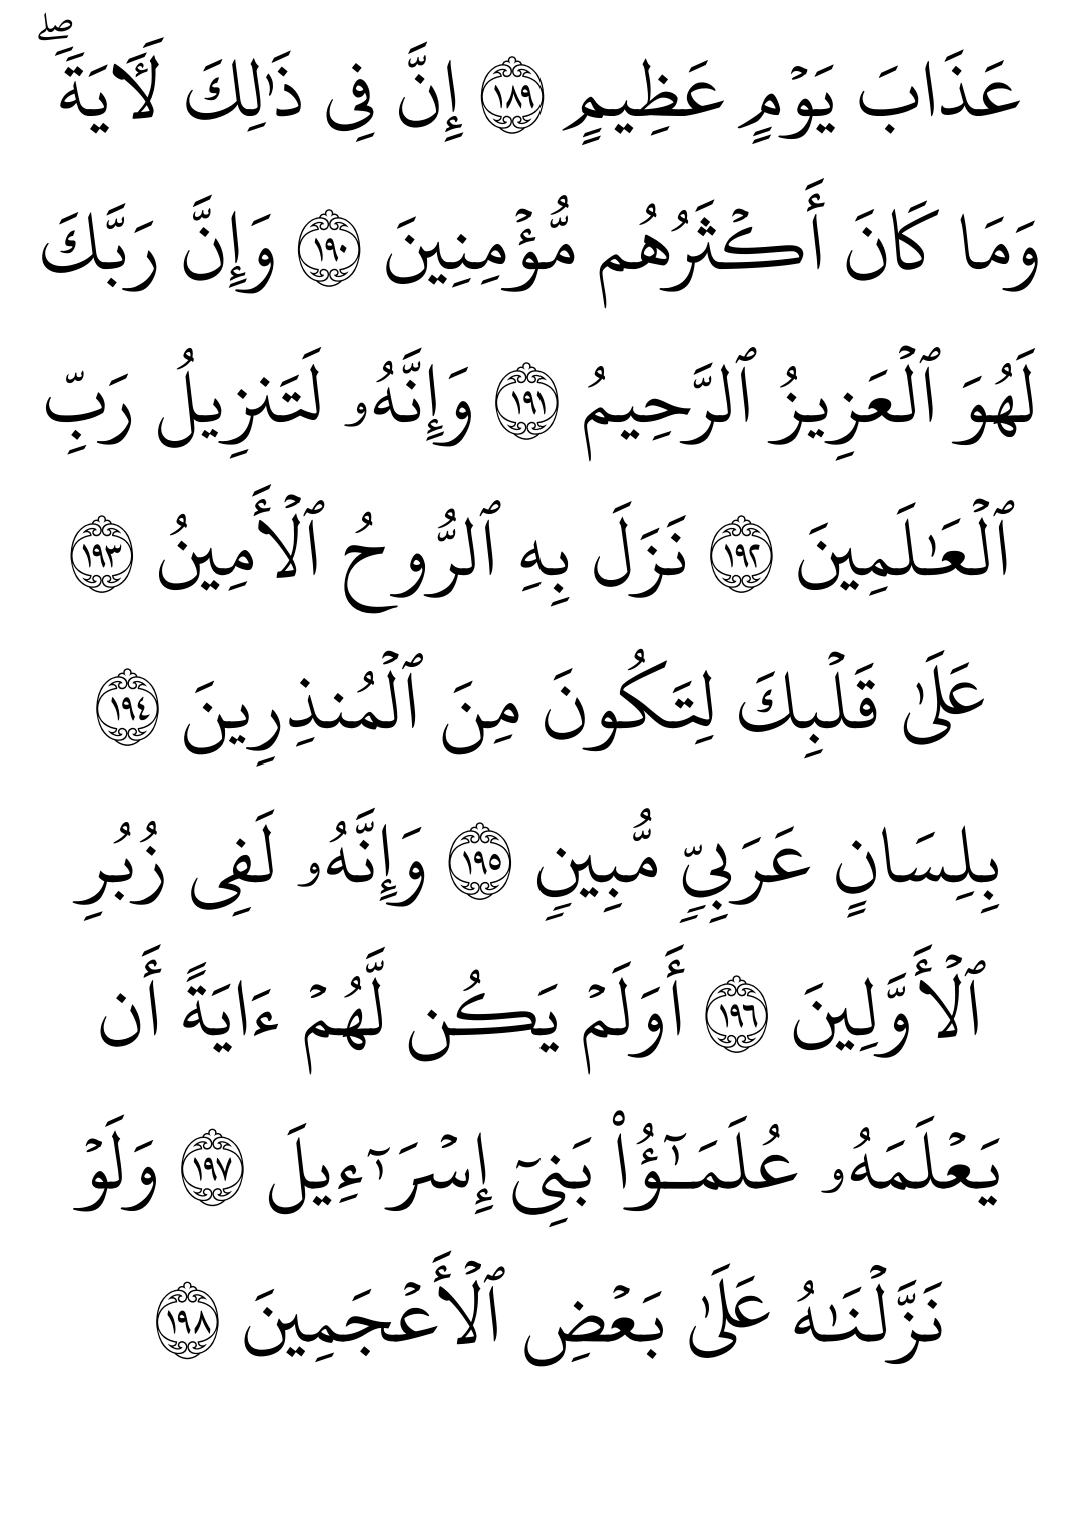 عَذَابَ يَوْمٍ عَظِيمٍ ١٨٩ إِنَّ فِى ذَٰلِكَ لَـَٔايَةًۖ
وَمَا كَانَ أَكْثَرُهُم مُّؤْمِنِينَ ١٩٠ وَإِنَّ رَبَّكَ
لَهُوَ ٱلْعَزِيزُ ٱلرَّحِيمُ ١٩١ وَإِنَّهُۥ لَتَنزِيلُ رَبِّ
ٱلْعَـٰلَمِينَ ١٩٢ نَزَلَ بِهِ ٱلرُّوحُ ٱلْأَمِينُ ١٩٣
عَلَىٰ قَلْبِكَ لِتَكُونَ مِنَ ٱلْمُنذِرِينَ ١٩٤
بِلِسَانٍ عَرَبِىٍّ مُّبِينٍ ١٩٥ وَإِنَّهُۥ لَفِى زُبُرِ
ٱلْأَوَّلِينَ ١٩٦ أَوَلَمْ يَكُن لَّهُمْ ءَايَةً أَن
يَعْلَمَهُۥ عُلَمَـٰٓؤُا۟ بَنِىٓ إِسْرَٰٓءِيلَ ١٩٧ وَلَوْ
نَزَّلْنَـٰهُ عَلَىٰ بَعْضِ ٱلْأَعْجَمِينَ ١٩٨